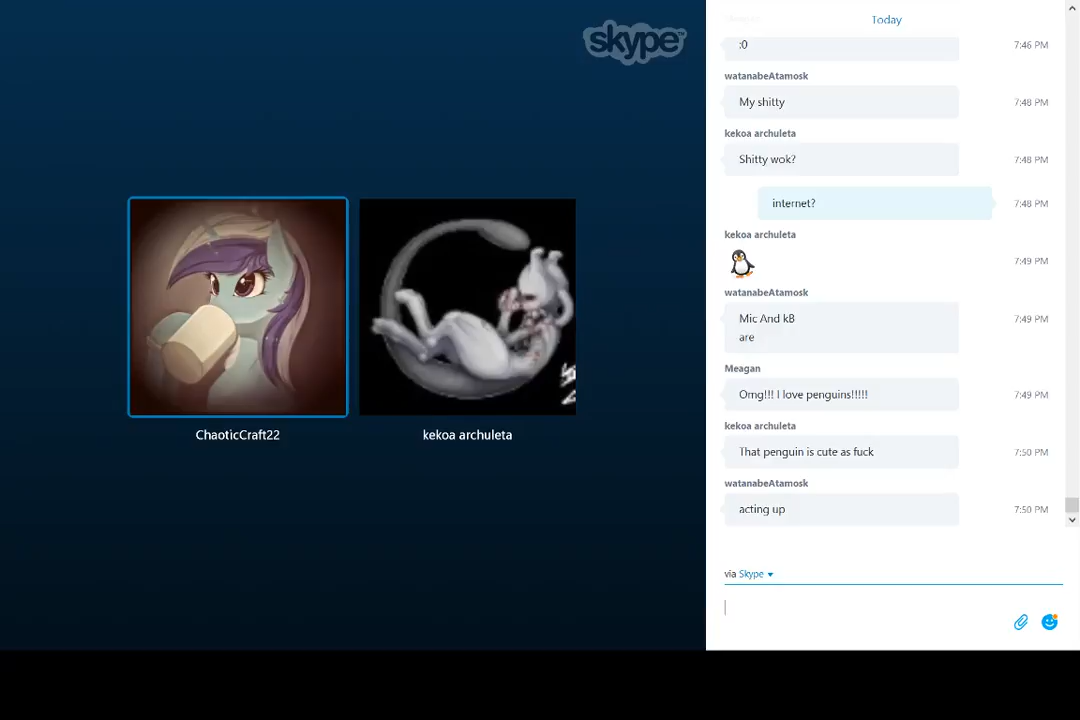 skype™
ChaoticCraft22
kekoa archuleta
Today
:0
7:46 PM
watanabeAtamosk
My shitty
7:48 PM
kekoa archuleta
Shitty wok?
7:48 PM
internet?
7:48 PM
kekoa archuleta
7:49 PM
watanabeAtamosk
Mic And kB
are
7:49 PM
Meagan
Omg!!! I love penguins!!!!!
7:49 PM
kekoa archuleta
That penguin is cute as fuck
7:50 PM
watanabeAtamosk
acting up
7:50 PM
via Skype